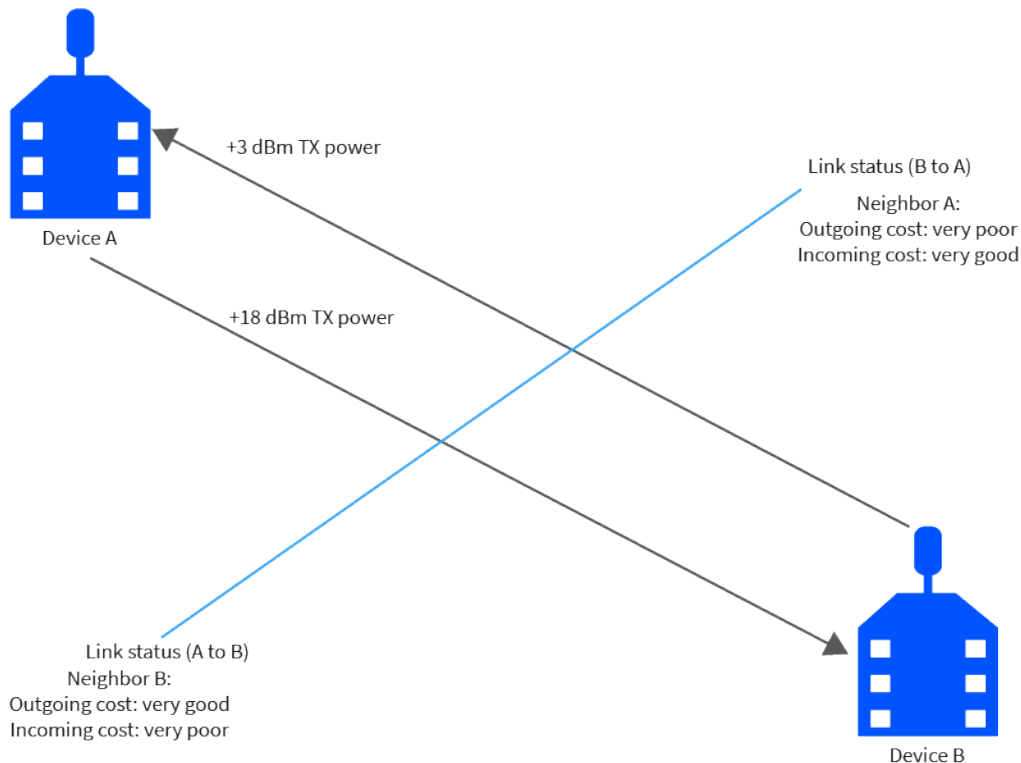 +3 dBm TX power
Link status (B to A)
Neighbor A:
Outgoing cost: very poor
Incoming cost: very good
Device A
+18 dBm TX power
Link status (A to B)
Neighbor B:
Outgoing cost: very good
Incoming cost: very poor
Device B